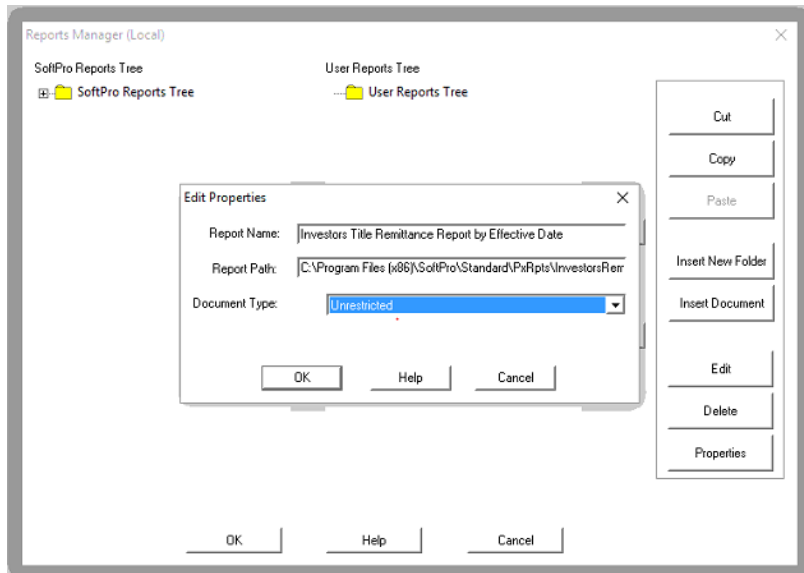 Reports Manager (Local)
SoftPro Reports Tree
User Reports Tree
SoftPro Reports Tree
User Reports Tree
Cut
Copy
Paste
Insert New Folder
Insert Document
Edit
Delete
Properties
Edit Properties
Report Name: Investors Title Remittance Report by Effective Date
Report Path: C:\Program Files (x86)\SoftPro\Standard\PxRpts\InvestorsRem
Document Type: Unrestricted
OK Help Cancel
OK Help Cancel